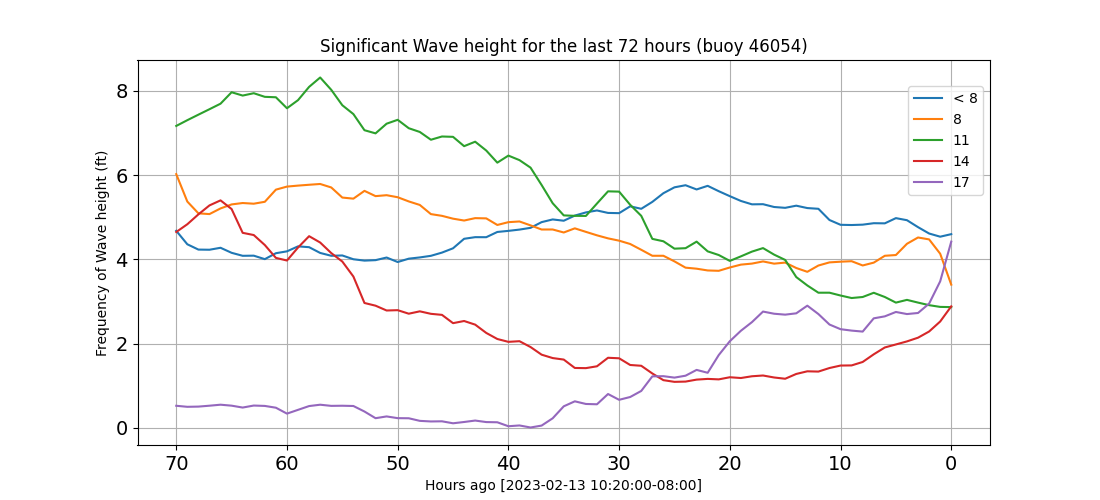 Significant Wave height for the last 72 hours (buoy 46054)
Frequency of Wave height (ft)
8
6
4
2
0
< 8
8
11
14
17
70 60 50 40 30 20 10 0
Hours ago [2023-02-13 10:20:00-08:00]